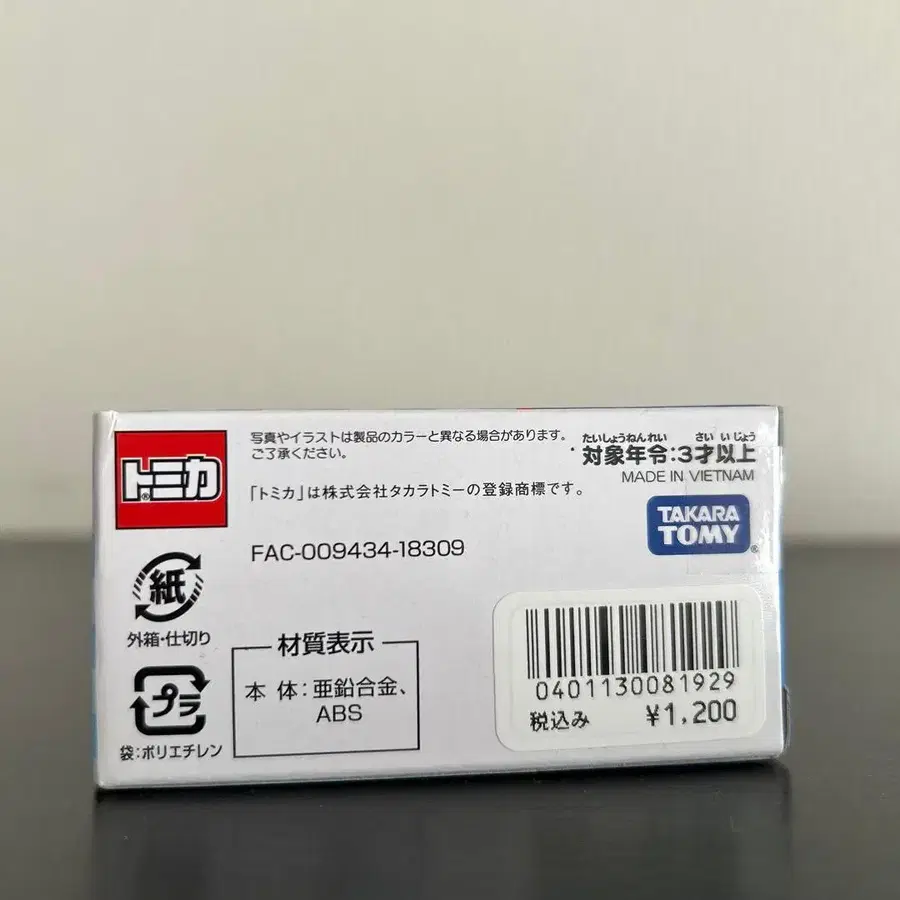 トミカ®
写真やイラストは製品のカラーと異なる場合があります。
ご了承ください。
「トミカ」は株式会社タカラトミーの登録商標です。
たいしょうねんれい さい いじょう
対象年令:3才以上
MADE IN VIETNAM
TAKARA
TOMY®
FAC-009434-18309
紙
外箱・仕切り
プラ
袋:ポリエチレン
材質表示
本 体:亜鉛合金、
ABS
0401130081929
税込み ¥1,200